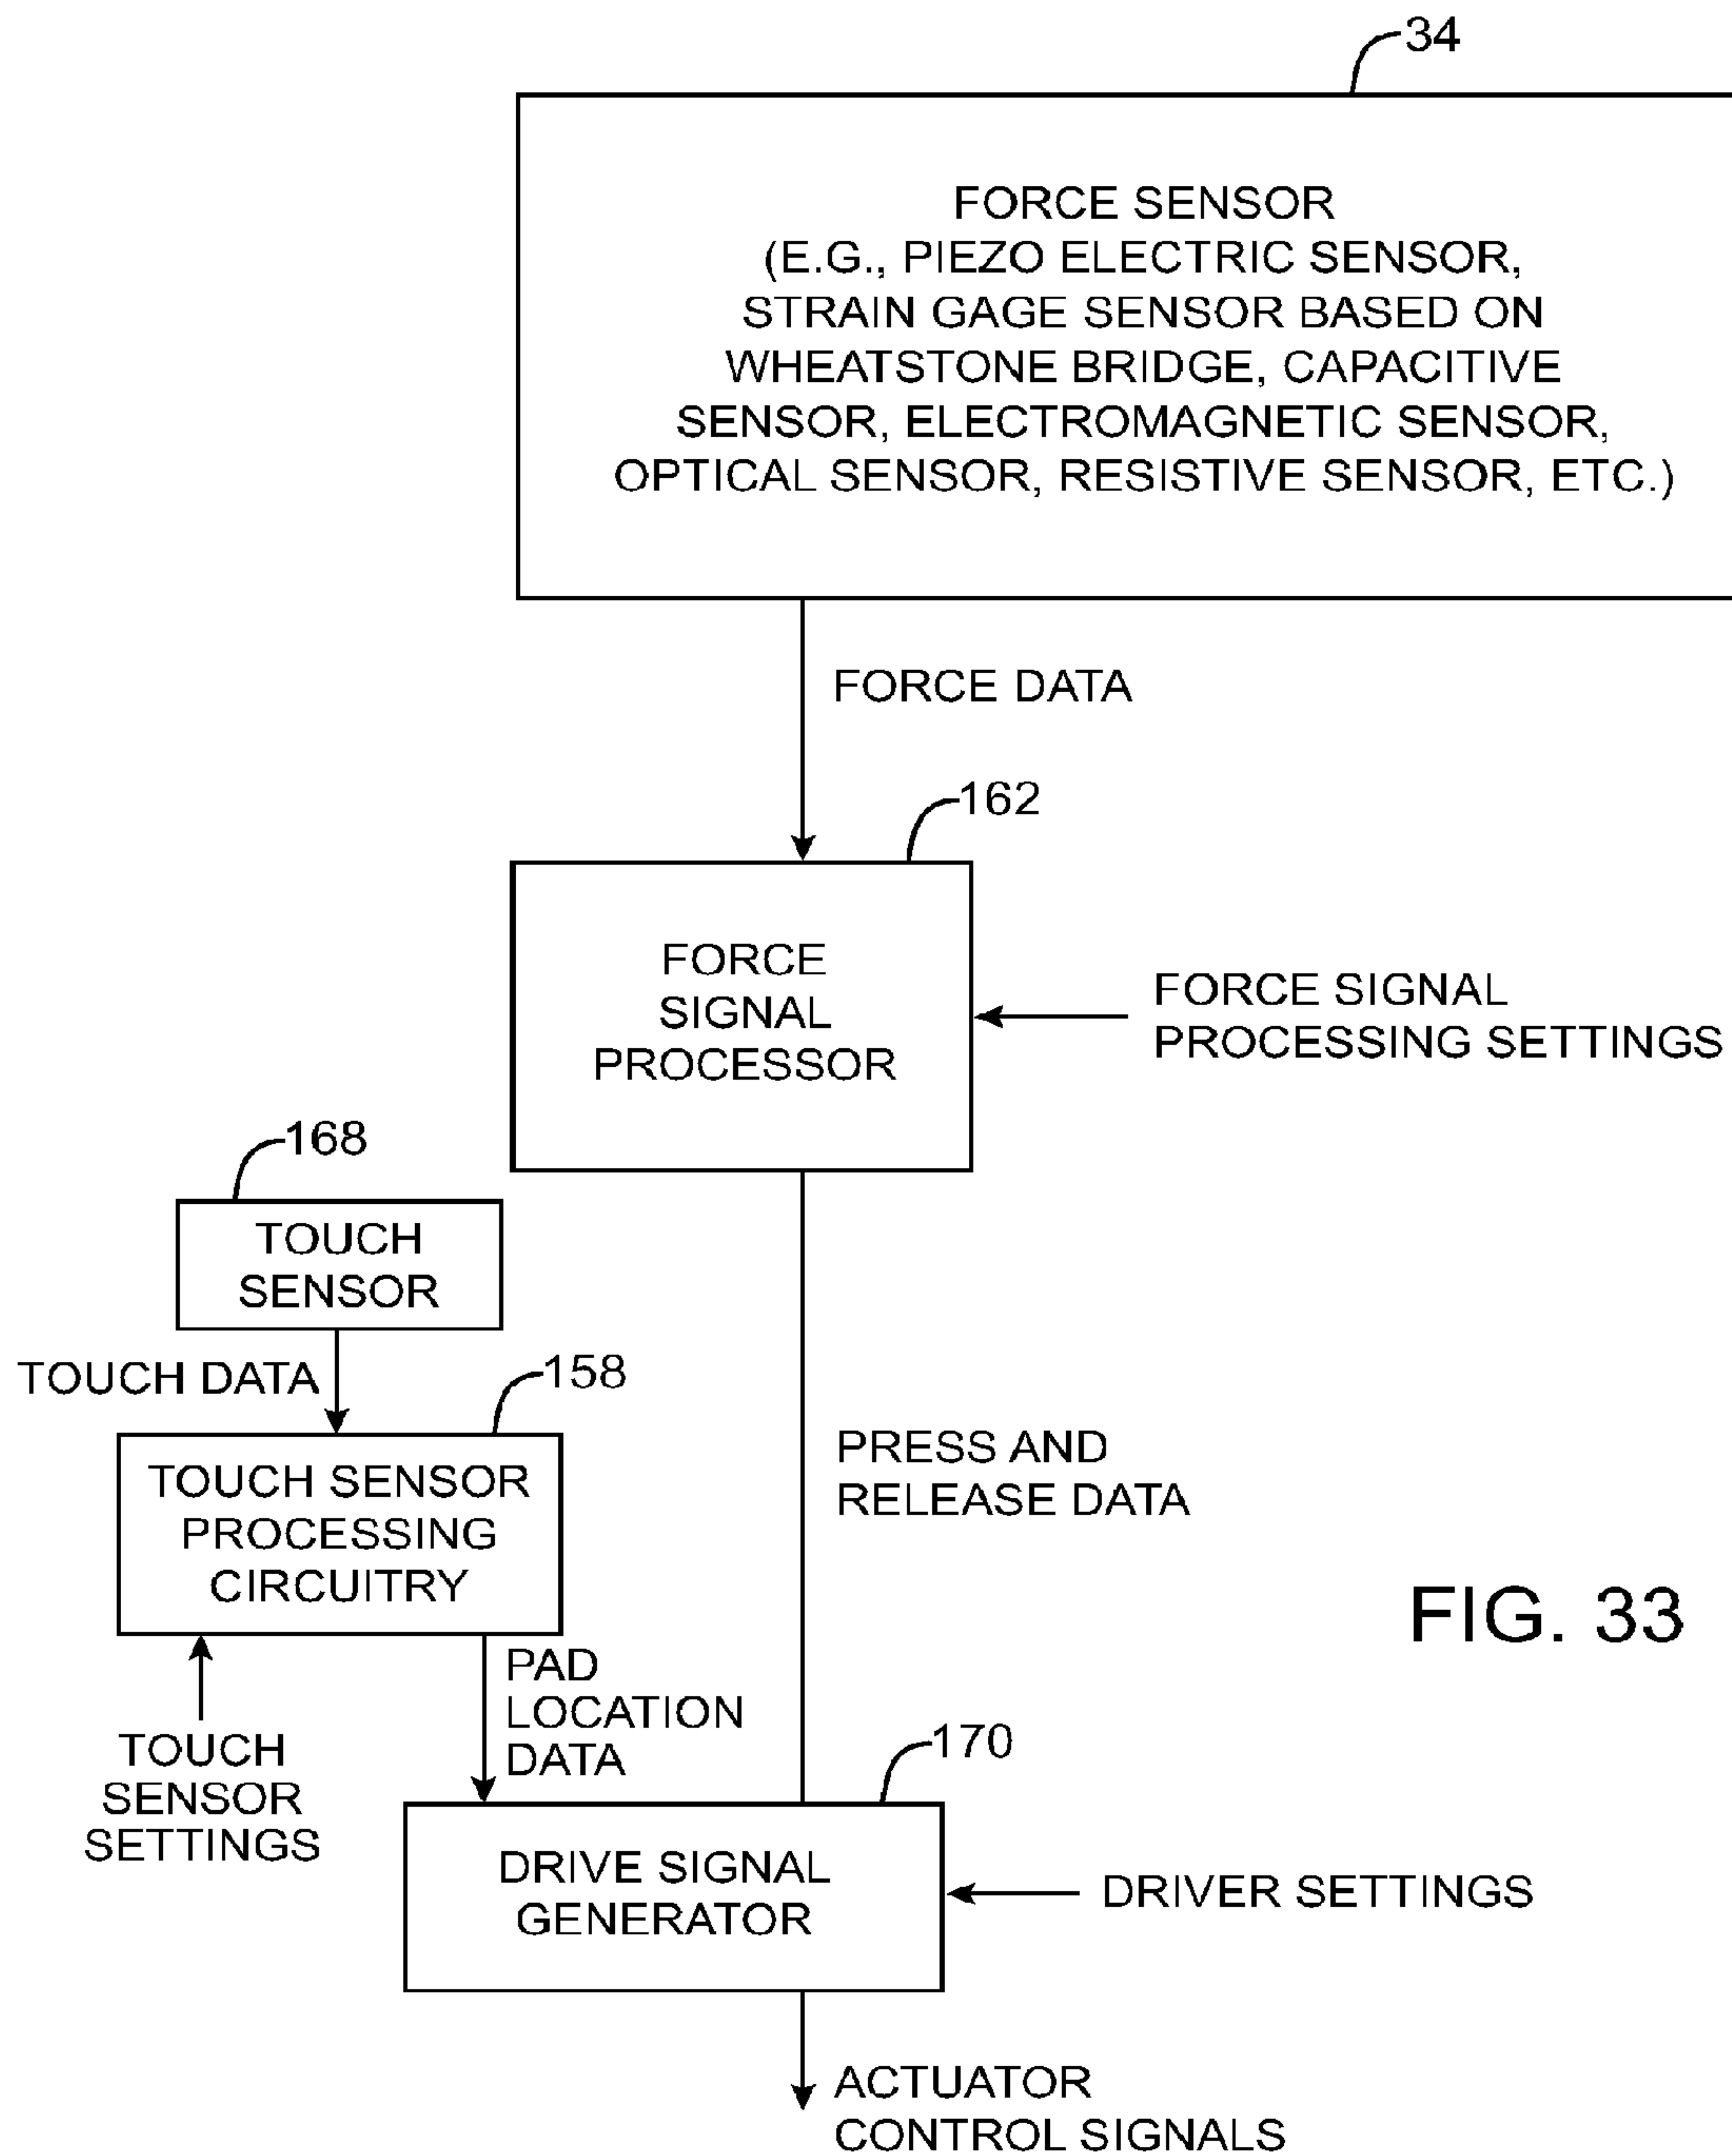 34
FORCE SENSOR
(E.G., PIEZO ELECTRIC SENSOR,
STRAIN GAGE SENSOR BASED ON
WHEATSTONE BRIDGE, CAPACITIVE
SENSOR, ELECTROMAGNETIC SENSOR,
OPTICAL SENSOR, RESISTIVE SENSOR, ETC.)
FORCE DATA
162
FORCE
SIGNAL
PROCESSOR
FORCE SIGNAL
PROCESSING SETTINGS
168
TOUCH
SENSOR
TOUCH DATA
158
TOUCH SENSOR
PROCESSING
CIRCUITRY
PRESS AND
RELEASE DATA
FIG. 33
PAD
LOCATION
DATA
TOUCH
SENSOR
SETTINGS
170
DRIVE SIGNAL
GENERATOR
DRIVER SETTINGS
ACTUATOR
CONTROL SIGNALS